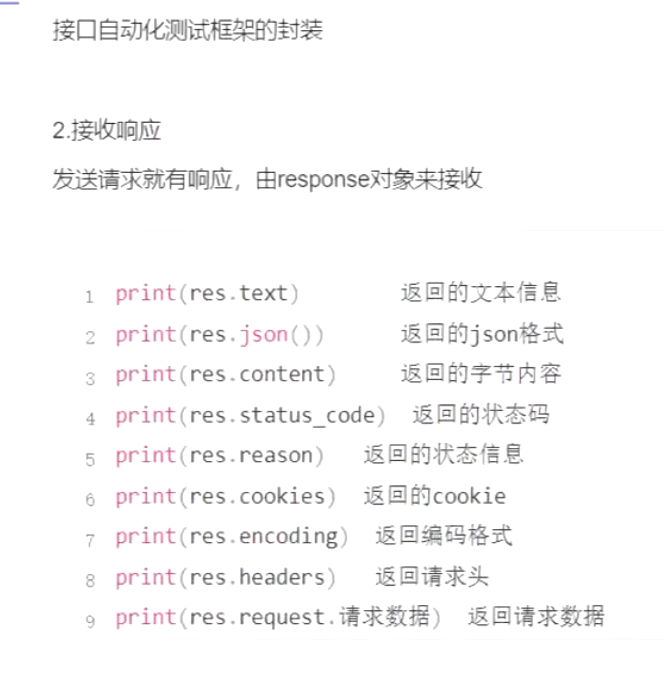 接口自动化测试框架的封装
2.接收响应
发送请求就有响应，由response对象来接收
1 print(res.text) 返回的文本信息
2 print(res.json()) 返回的json格式
3 print(res.content) 返回的字节内容
4 print(res.status_code) 返回的状态码
5 print(res.reason) 返回的状态信息
6 print(res.cookies) 返回的cookie
7 print(res.encoding) 返回编码格式
8 print(res.headers) 返回请求头
9 print(res.request.请求数据) 返回请求数据